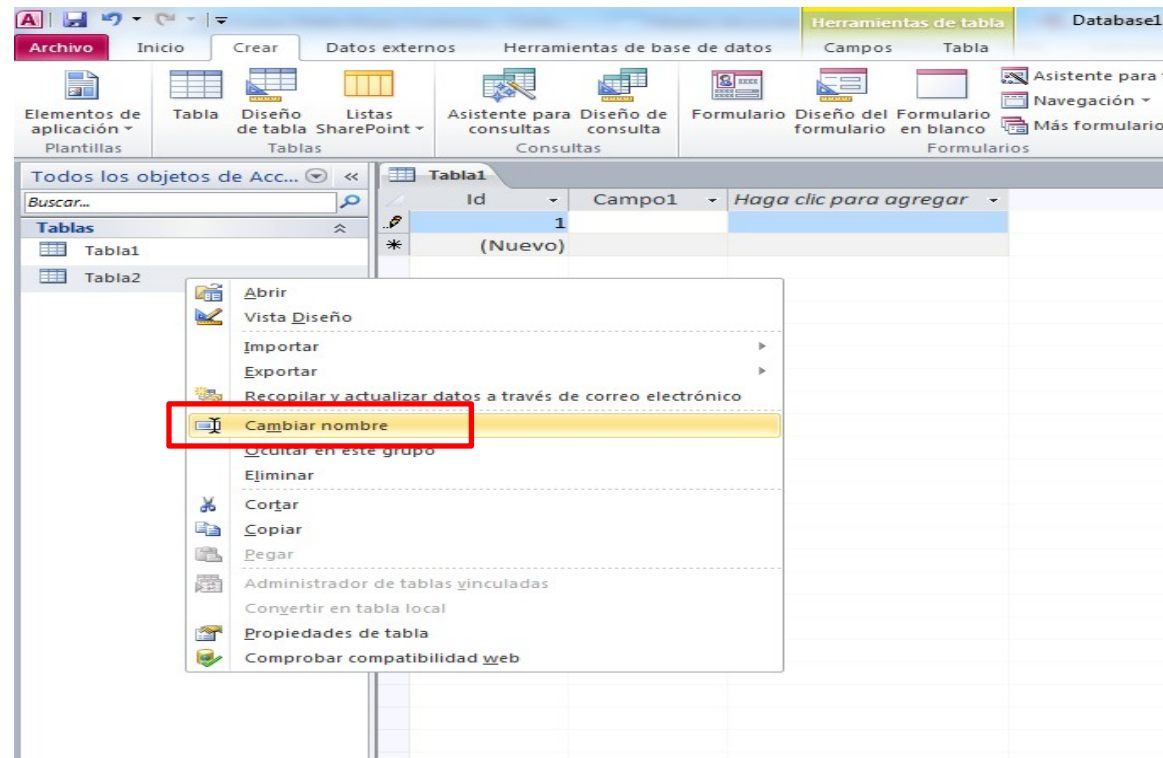 Herramientas de tabla Database1
Archivo Inicio Crear Datos externos Herramientas de base de datos Campos Tabla
Elementos de aplicación
Tabla
Diseño de tabla
Listas SharePoint
Asistente para consultas
Diseño de consulta
Formulario
Diseño del formulario
Formulario en blanco
Asistente para
Navegación
Más formulario
Plantillas Tablas Consultas Formularios
Todos los objetos de Acc... «
Buscar...
Tablas
Tabla1
Tabla2
Tabla1
Id Campo1 Haga clic para agregar
1
* (Nuevo)
Abrir
Vista Diseño
Importar
Exportar
Recopilar y actualizar datos a través de correo electrónico
Cambiar nombre
Ocultar en este grupo
Eliminar
Cortar
Copiar
Pegar
Administrador de tablas vinculadas
Convertir en tabla local
Propiedades de tabla
Comprobar compatibilidad web